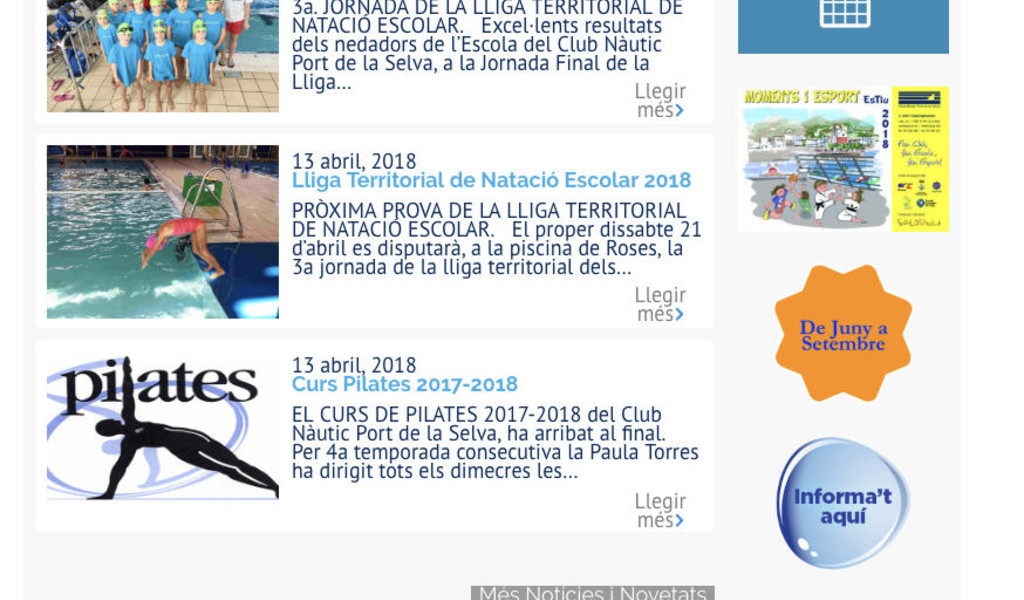 3a. JORNADA DE LA LLIGA TERRITORIAL DE
NATACIÓ ESCOLAR. Excel·lents resultats
dels nedadors de l'Escola del Club Nàutic
Port de la Selva, a la Jornada Final de la
Lliga...
Llegir
més
13 abril, 2018
Lliga Territorial de Natació Escolar 2018
PRÒXIMA PROVA DE LA LLIGA TERRITORIAL
DE NATACIÓ ESCOLAR. El proper dissabte 21
d'abril es disputarà, a la piscina de Roses, la
3a jornada de la lliga territorial dels...
Llegir
més
pilates
13 abril, 2018
Curs Pilates 2017-2018
EL CURS DE PILATES 2017-2018 del Club
Nàutic Port de la Selva, ha arribat al final.
Per 4a temporada consecutiva la Paula Torres
ha dirigit tots els dimecres les...
Llegir
més
Més Notícies i Novetats
MOMENTS I ESPORT EsTiu
2018
De Juny a
Setembre
Informa't
aquí